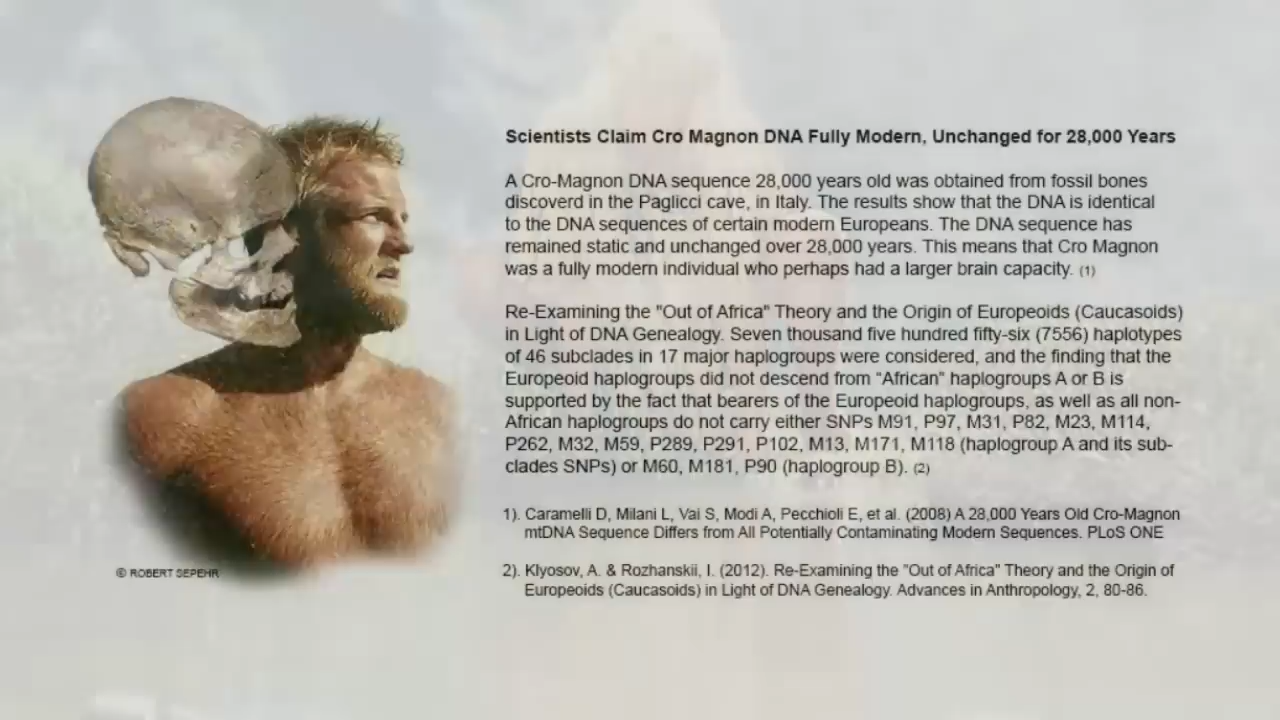 Scientists Claim Cro Magnon DNA Fully Modern, Unchanged for 28,000 Years
A Cro-Magnon DNA sequence 28,000 years old was obtained from fossil bones
discoverd in the Paglicci cave, in Italy. The results show that the DNA is identical
to the DNA sequences of certain modern Europeans. The DNA sequence has
remained static and unchanged over 28,000 years. This means that Cro Magnon
was a fully modern individual who perhaps had a larger brain capacity. (1)
Re-Examining the "Out of Africa" Theory and the Origin of Europeoids (Caucasoids)
in Light of DNA Genealogy. Seven thousand five hundred fifty-six (7556) haplotypes
of 46 subclades in 17 major haplogroups were considered, and the finding that the
Europeoid haplogroups did not descend from "African" haplogroups A or B is
supported by the fact that bearers of the Europeoid haplogroups, as well as all non-
African haplogroups do not carry either SNPs M91, P97, M31, P82, M23, M114,
P262, M32, M59, P289, P291, P102, M13, M171, M118 (haplogroup A and its sub-
clades SNPs) or M60, M181, P90 (haplogroup B). (2)
1). Caramelli D, Milani L, Vai S, Modi A, Pecchioli E, et al. (2008) A 28,000 Years Old Cro-Magnon
mtDNA Sequence Differs from All Potentially Contaminating Modern Sequences. PLoS ONE
2). Klyosov, A. & Rozhanskii, I. (2012). Re-Examining the "Out of Africa" Theory and the Origin of
Europeoids (Caucasoids) in Light of DNA Genealogy. Advances in Anthropology, 2, 80-86.
© ROBERT SEPEHR